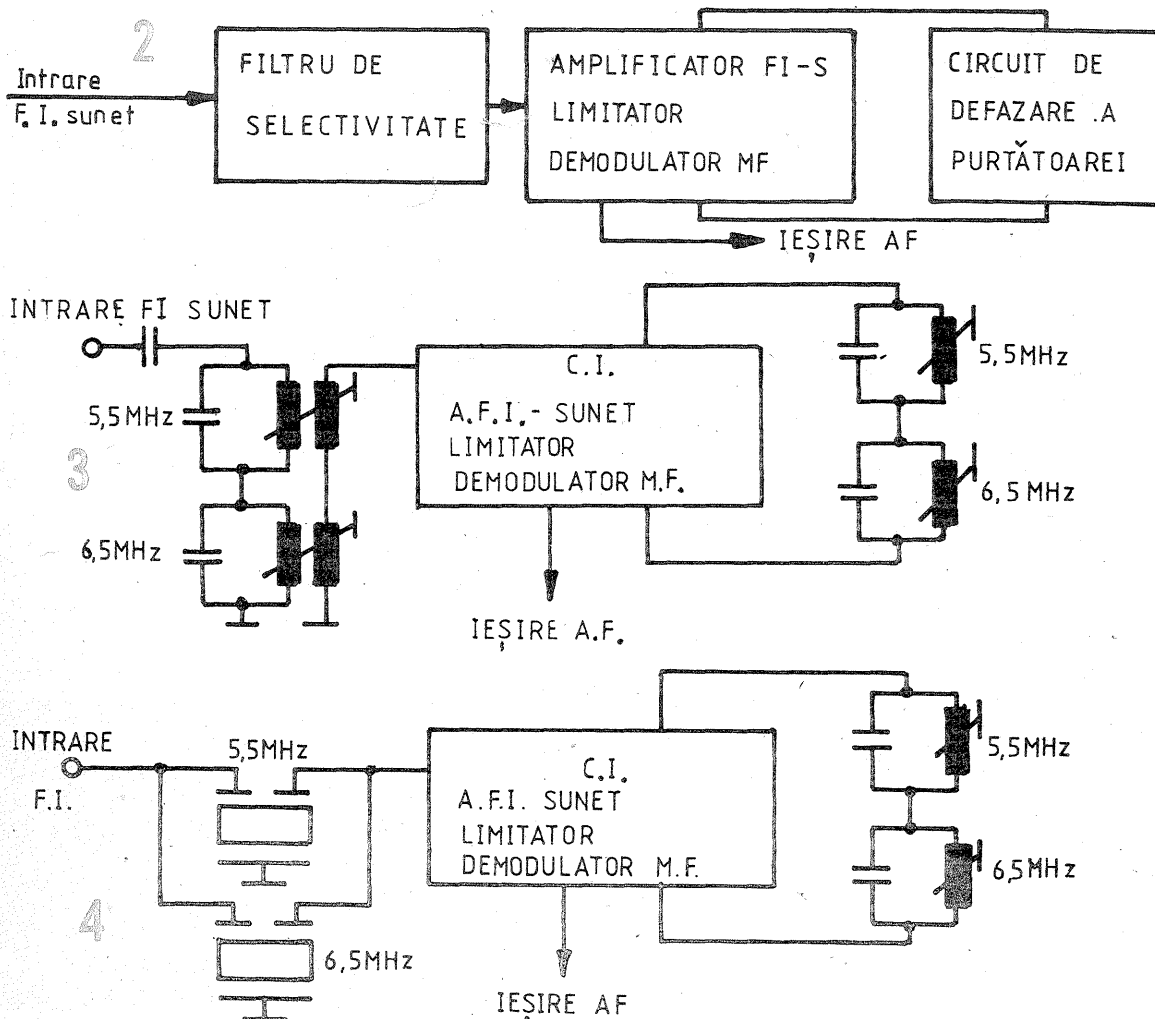 2
Intrare
F.I. sunet
FILTRU DE
SELECTIVITATE
AMPLIFICATOR FI-S
LIMITATOR
DEMODULATOR MF
CIRCUIT DE
DEFAZARE .A
PURTĂTOAREI
IEȘIRE AF
INTRARE FI SUNET
5,5MHz
3
6,5MHz
C.I.
A.F.I.- SUNET
LIMITATOR
DEMODULATOR M.F.
5,5MHz
6,5MHz
IEȘIRE A.F.
INTRARE
F.I.
5,5MHz
4
6,5MHz
C.I.
A.F.I. SUNET
LIMITATOR
DEMODULATOR M.F.
5,5MHz
6,5MHz
IEȘIRE AF